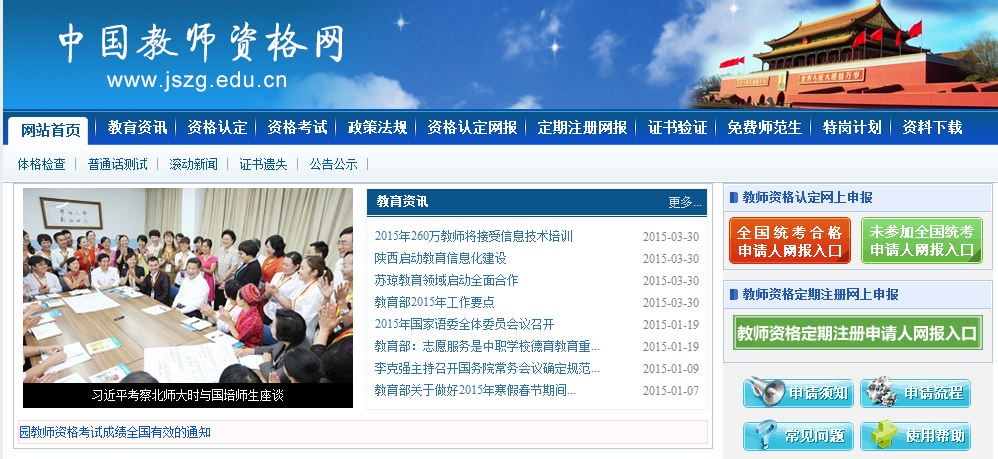 中国教师资格网
www.jszg.edu.cn
网站首页 教育资讯 资格认定 资格考试 政策法规 资格认定网报 定期注册网报 证书验证 免费师范生 特岗计划 资料下载
体格检查 普通话测试 滚动新闻 证书遗失 公告公示
习近平考察北师大时与国培师生座谈
教育资讯 更多...
2015年260万教师将接受信息技术培训 2015-03-30
陕西启动教育信息化建设 2015-03-30
苏琼教育领域启动全面合作 2015-03-30
教育部2015年工作要点 2015-03-30
2015年国家语委全体委员会议召开 2015-01-19
教育部：志愿服务是中职学校德育教育重... 2015-01-19
李克强主持召开国务院常务会议确定规范... 2015-01-09
教育部关于做好2015年寒假春节期间... 2015-01-07
园教师资格考试成绩全国有效的通知
教师资格认定网上申报
全国统考合格
申请人网报入口
未参加全国统考
申请人网报入口
教师资格定期注册网上申报
教师资格定期注册申请人网报入口
申请须知 申请流程
常见问题 使用帮助